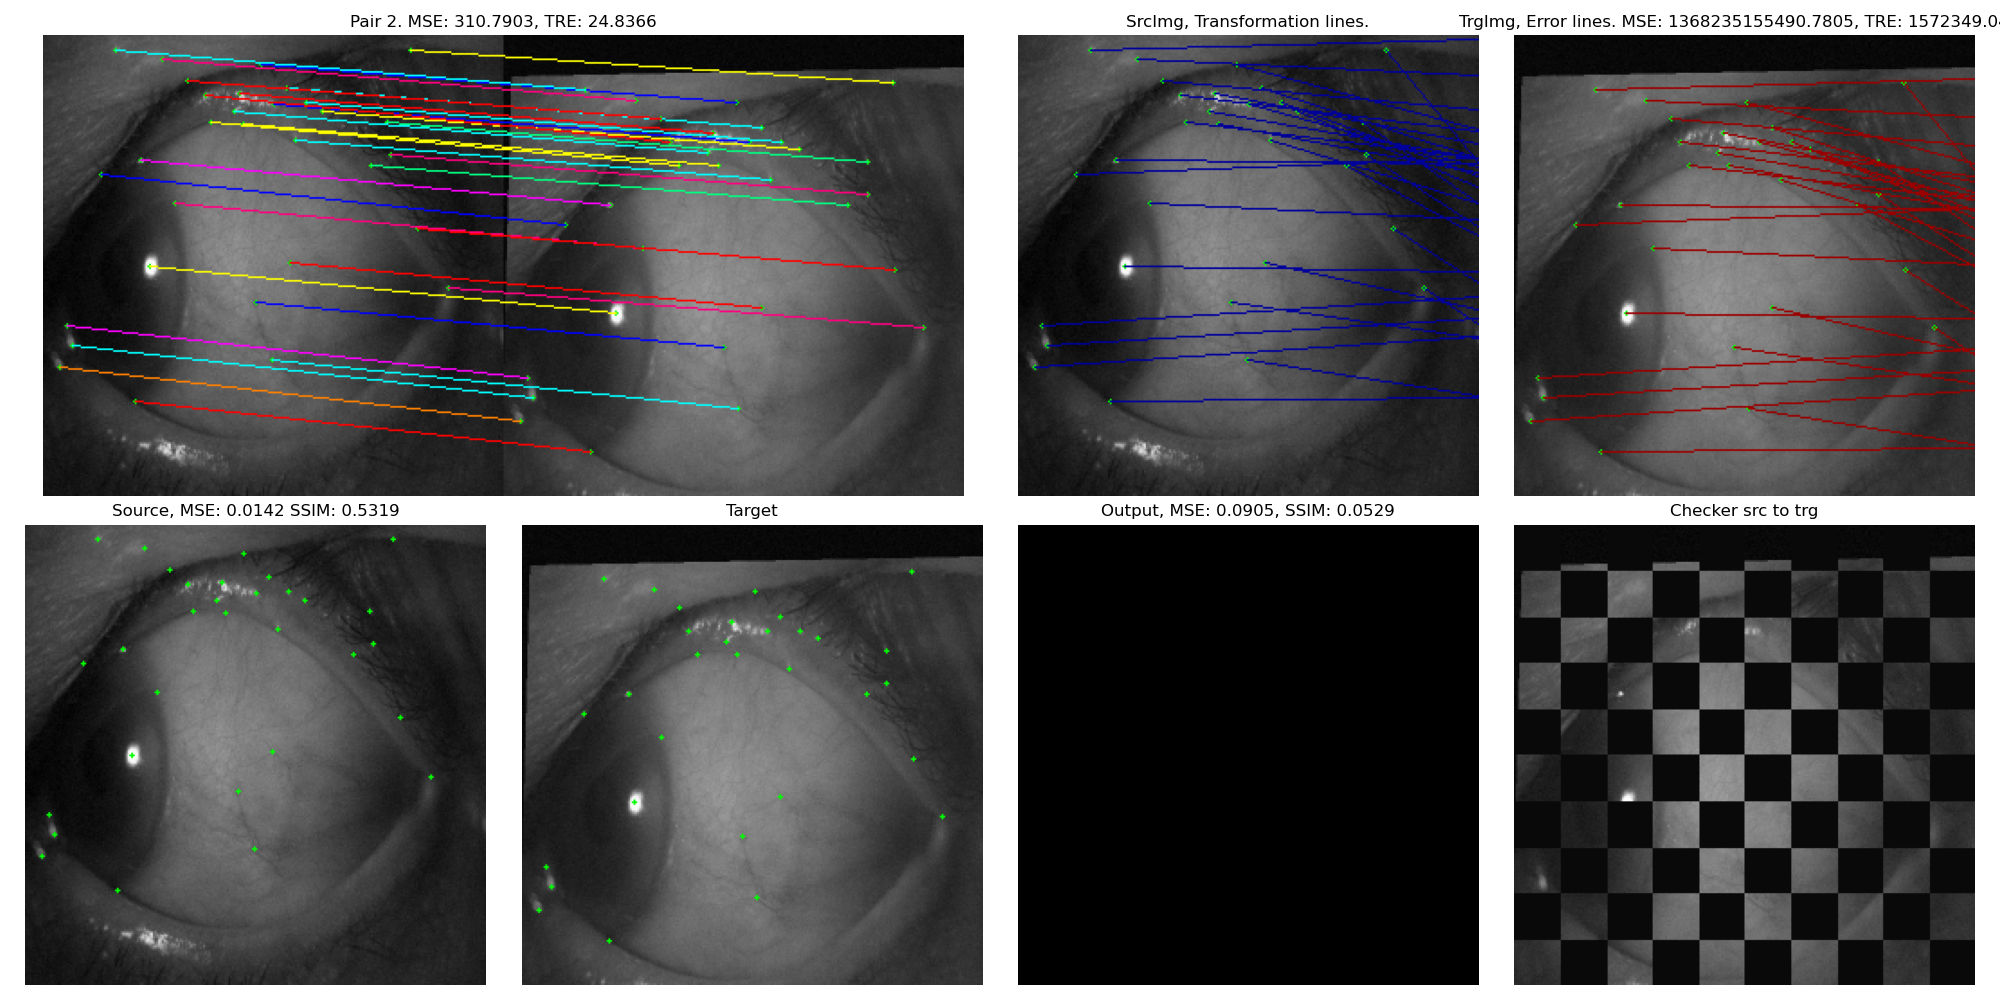 Pair 2. MSE: 310.7903, TRE: 24.8366
SrcImg, Transformation lines.
TrgImg, Error lines. MSE: 1368235155490.7805, TRE: 1572349.0
Source, MSE: 0.0142 SSIM: 0.5319
Target
Output, MSE: 0.0905, SSIM: 0.0529
Checker src to trg